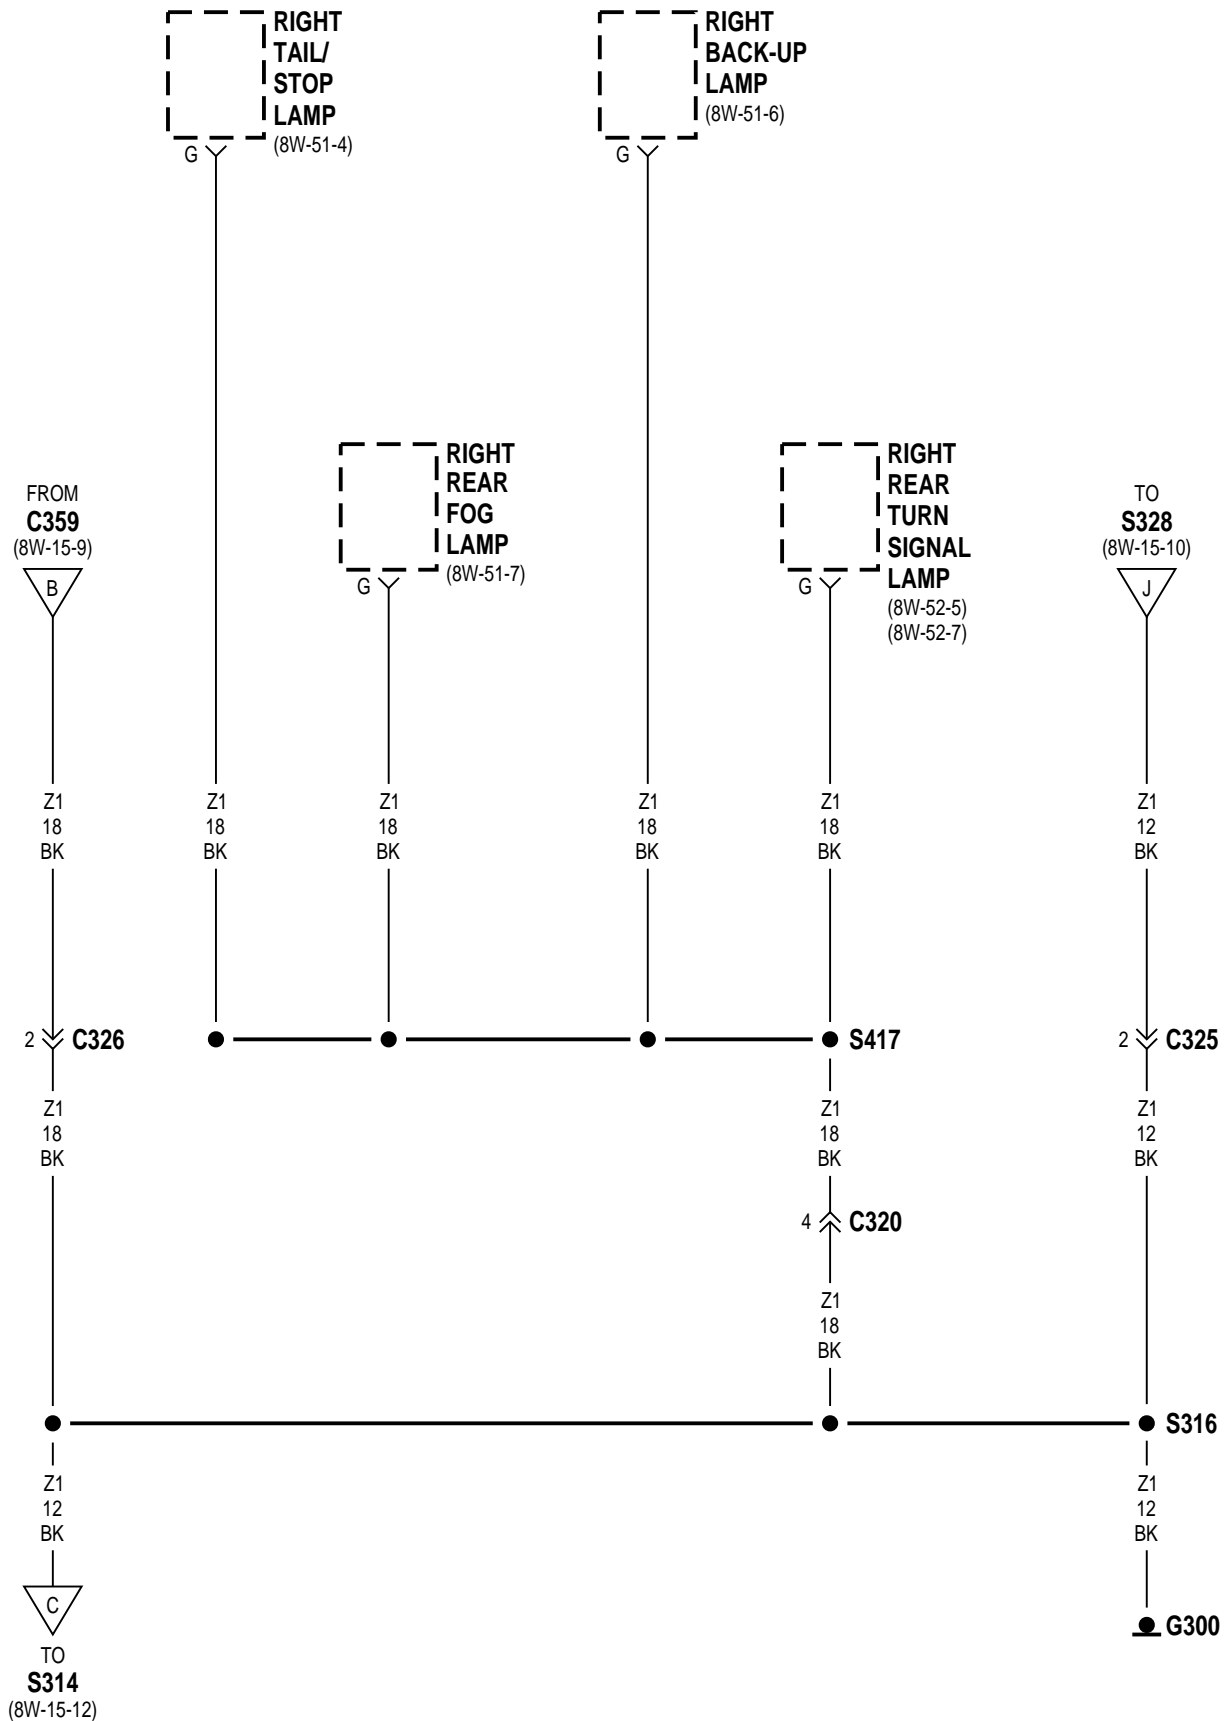 RIGHT
TAIL/
STOP
LAMP
(8W-51-4)
G
RIGHT
BACK-UP
LAMP
(8W-51-6)
G
FROM
C359
(8W-15-9)
B
RIGHT
REAR
FOG
LAMP
(8W-51-7)
G
RIGHT
REAR
TURN
SIGNAL
LAMP
(8W-52-5)
(8W-52-7)
G
TO
S328
(8W-15-10)
J
Z1
18
BK
Z1
18
BK
Z1
18
BK
Z1
18
BK
Z1
18
BK
Z1
12
BK
2 C326
S417
2 C325
Z1
18
BK
Z1
18
BK
Z1
12
BK
4 C320
Z1
18
BK
S316
Z1
12
BK
Z1
12
BK
C
TO
S314
(8W-15-12)
G300